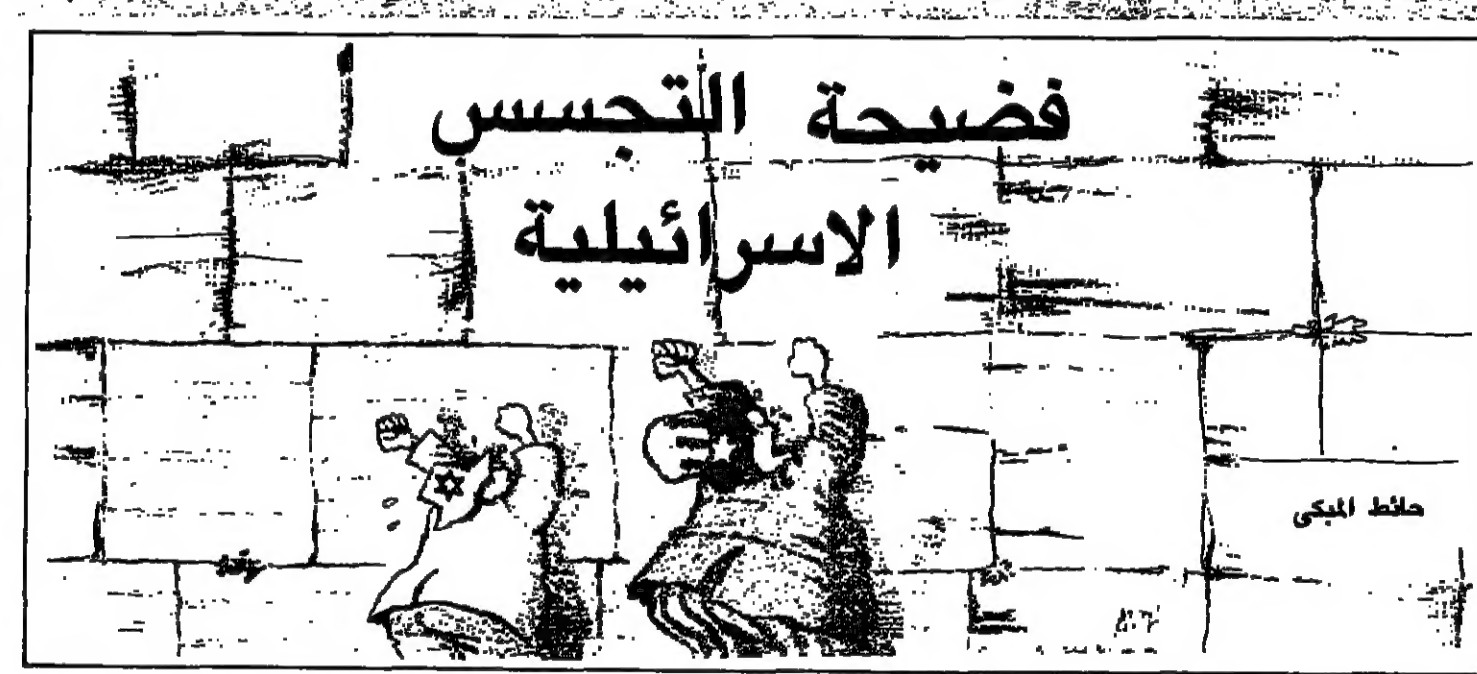 فضيحة التجسس
الاسرائيلية
حائط المبكى